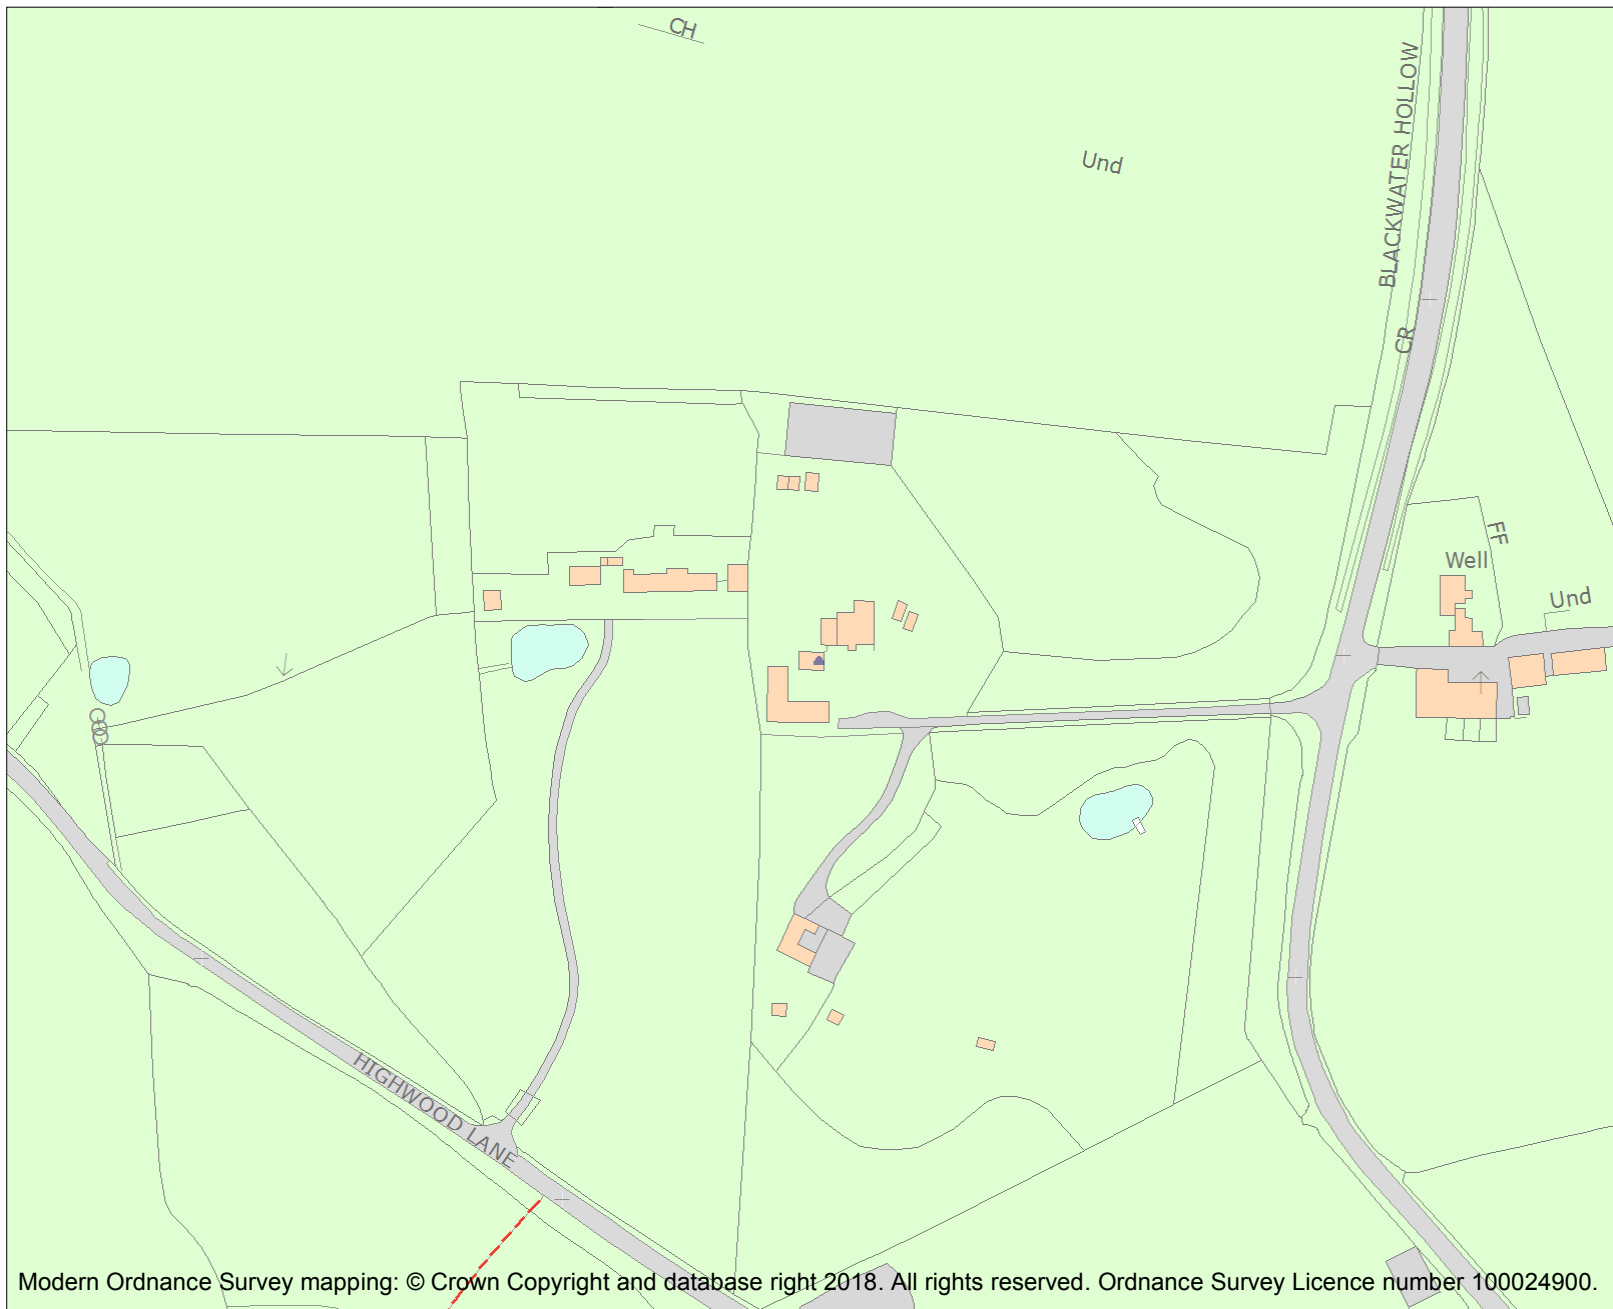 CH
BLACKWATER HOLLOW
Und
CR
FF
Well
Und
HIGHWOOD LANE
Modern Ordnance Survey mapping: © Crown Copyright and database right 2018. All rights reserved. Ordnance Survey Licence number 100024900.